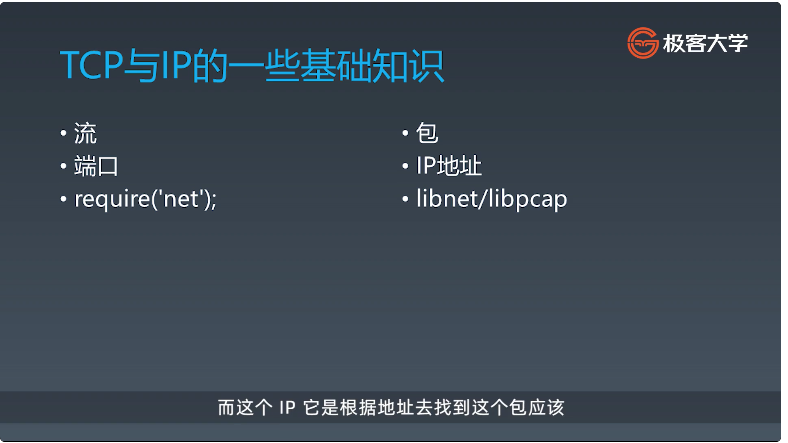 极客大学
TCP与IP的一些基础知识
• 流
• 端口
• require('net');
• 包
• IP地址
• libnet/libpcap
而这个 IP 它是根据地址去找到这个包应该